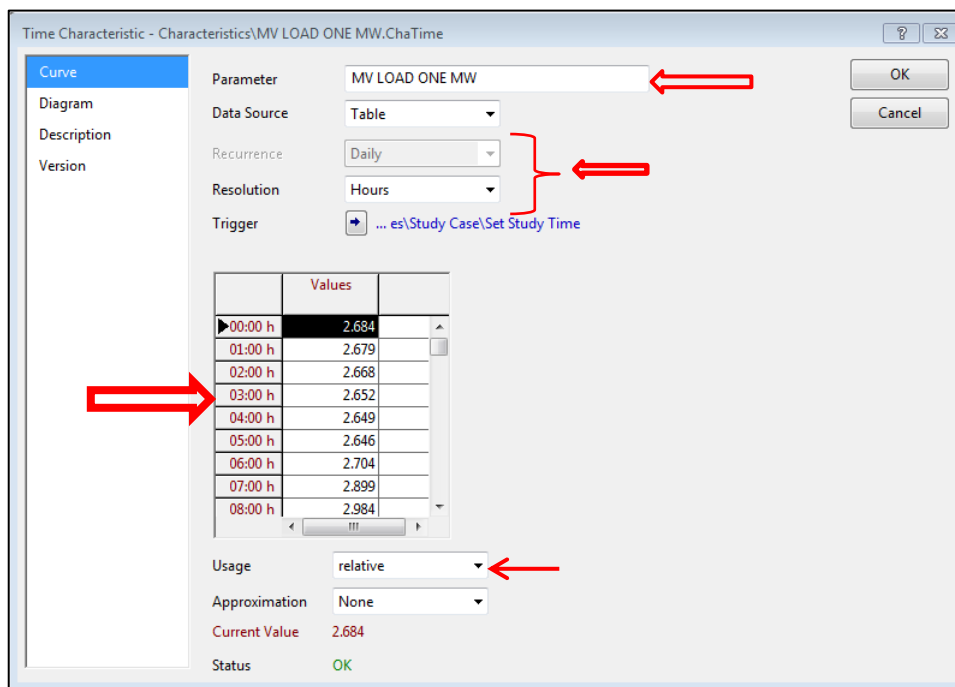 Time Characteristic - Characteristics\MV LOAD ONE MW.ChaTime
Curve
Diagram
Description
Version
Parameter MV LOAD ONE MW
Data Source Table
Recurrence Daily
Resolution Hours
Trigger ... es\Study Case\Set Study Time
OK
Cancel
Values
00:00 h 2.684
01:00 h 2.679
02:00 h 2.668
03:00 h 2.652
04:00 h 2.649
05:00 h 2.646
06:00 h 2.704
07:00 h 2.899
08:00 h 2.984
Usage relative
Approximation None
Current Value 2.684
Status OK